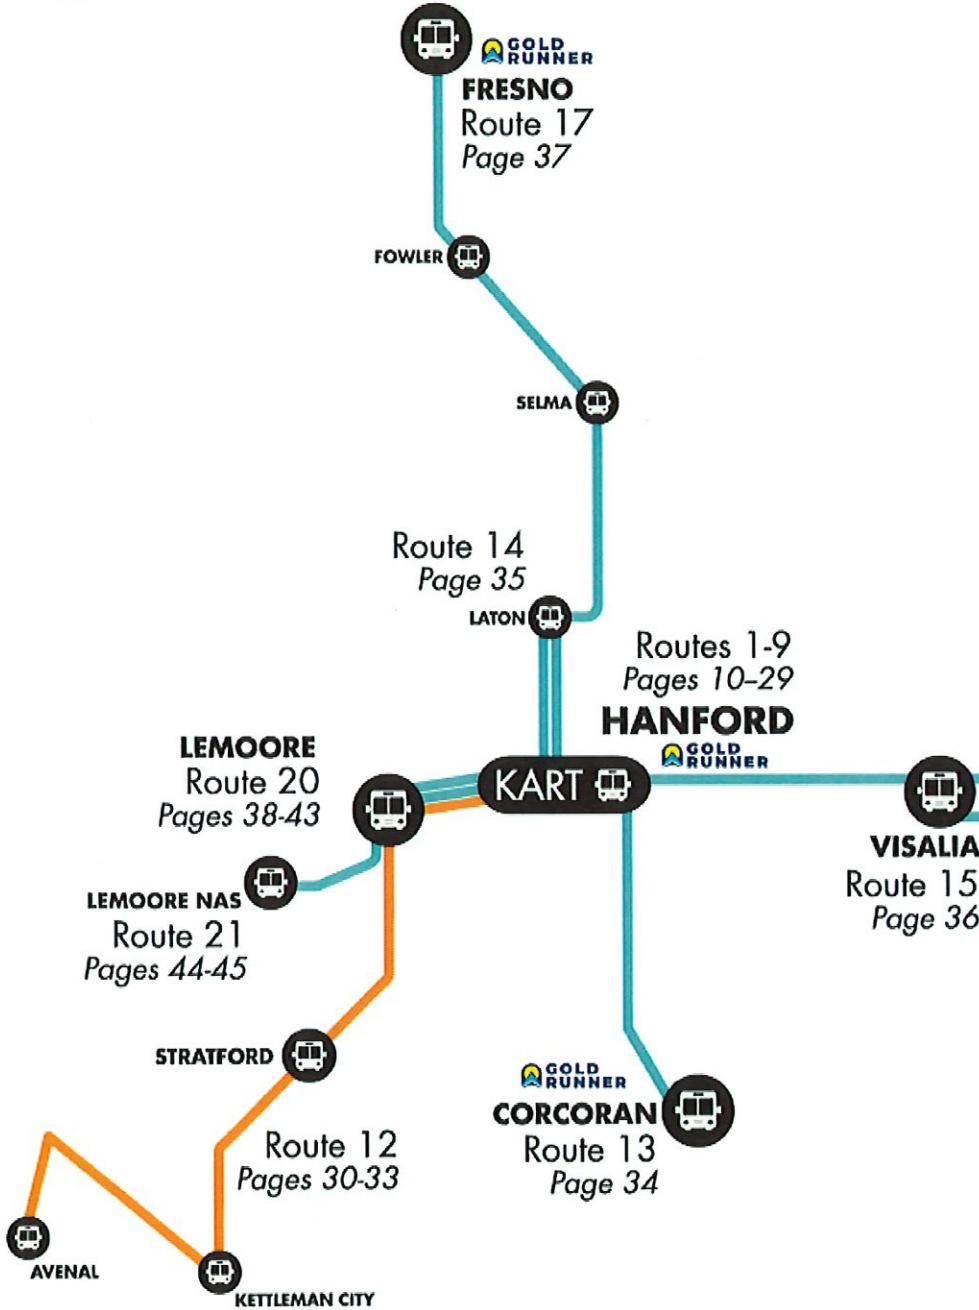 GOLD
RUNNER
FRESNO
Route 17
Page 37
FOWLER
SELMA
Route 14
Page 35
LATON
Routes 1-9
Pages 10–29
HANFORD
GOLD
RUNNER
KART
LEMOORE
Route 20
Pages 38-43
LEMOORE NAS
Route 21
Pages 44-45
VISALIA
Route 15
Page 36
STRATFORD
Route 12
Pages 30-33
GOLD
RUNNER
CORCORAN
Route 13
Page 34
AVENAL
KETTLEMAN CITY